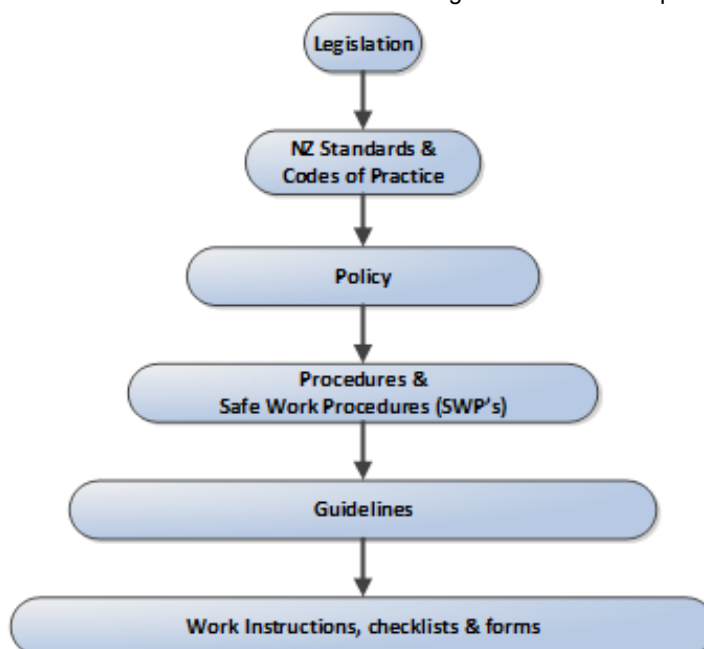 Legislation
NZ Standards &
Codes of Practice
Policy
Procedures &
Safe Work Procedures (SWP's)
Guidelines
Work Instructions, checklists & forms